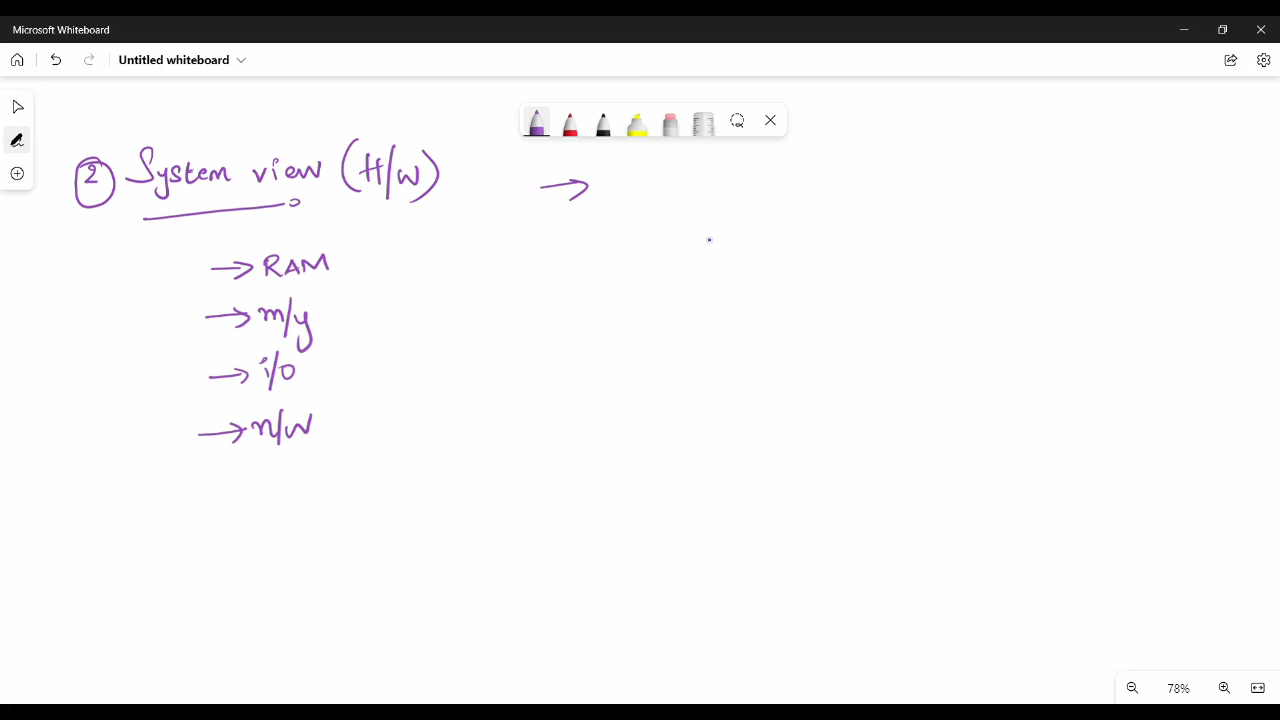 Microsoft Whiteboard
Untitled whiteboard
② System view (H/W) →
→ RAM
→ m/y
→ i/o
→ n/w
78%